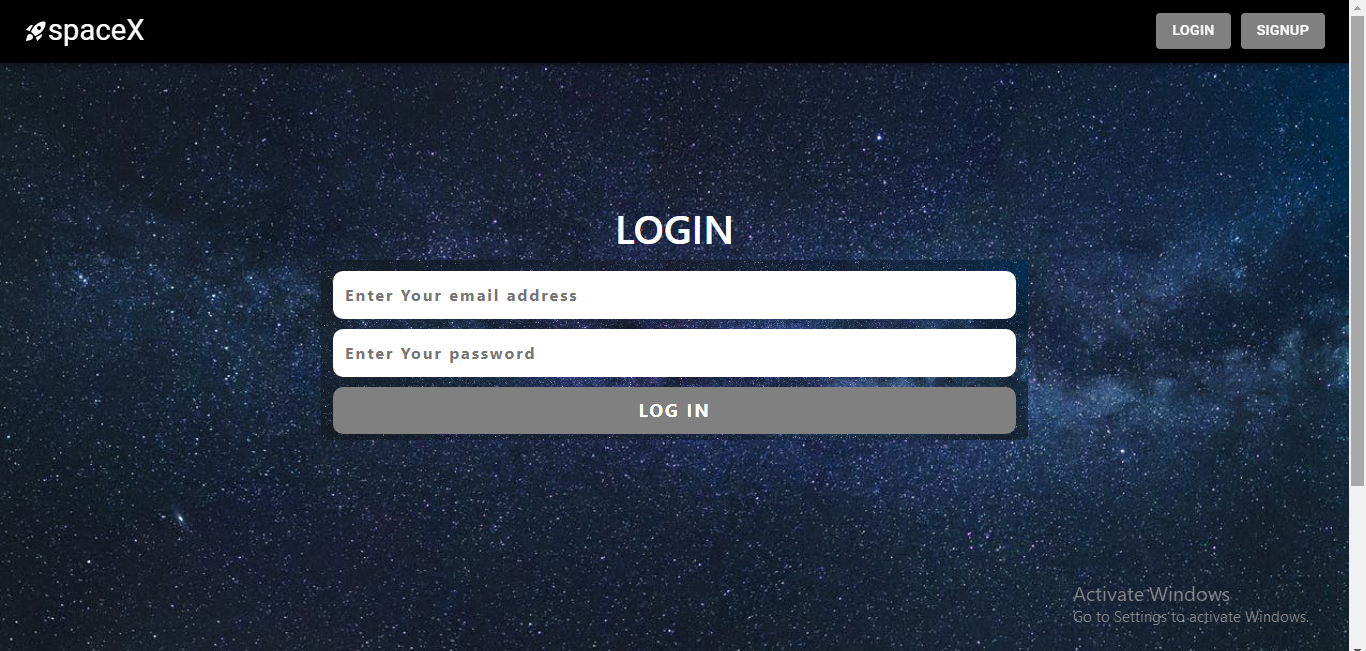 spaceX
LOGIN
SIGNUP
LOGIN
Enter Your email address
Enter Your password
LOG IN
Activate Windows
Go to Settings to activate Windows.